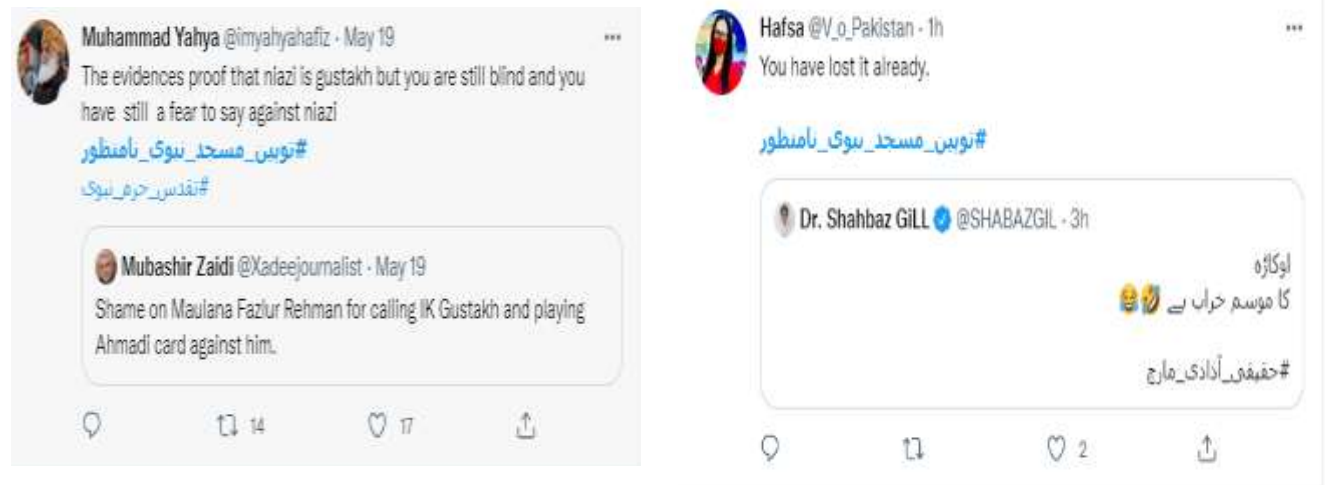 Muhammad Yahya @imyahyahafiz · May 19
The evidences proof that niazi is gustakh but you are still blind and you
have still a fear to say against niazi
#توہین_مسجد_نبوی_نامنظور
#تقدس_حرم_نبوی
Mubashir Zaidi @Xadeejournalist · May 19
Shame on Maulana Fazlur Rehman for calling IK Gustakh and playing
Ahmadi card against him.
14 17
Hafsa @V_o_Pakistan · 1h
You have lost it already.
#توہین_مسجد_نبوی_نامنظور
Dr. Shahbaz GiLL @SHABAZGIL · 3h
اوکاڑہ
کا موسم خراب ہے 🤣😂
#حقیقی_آذادی_مارچ
2